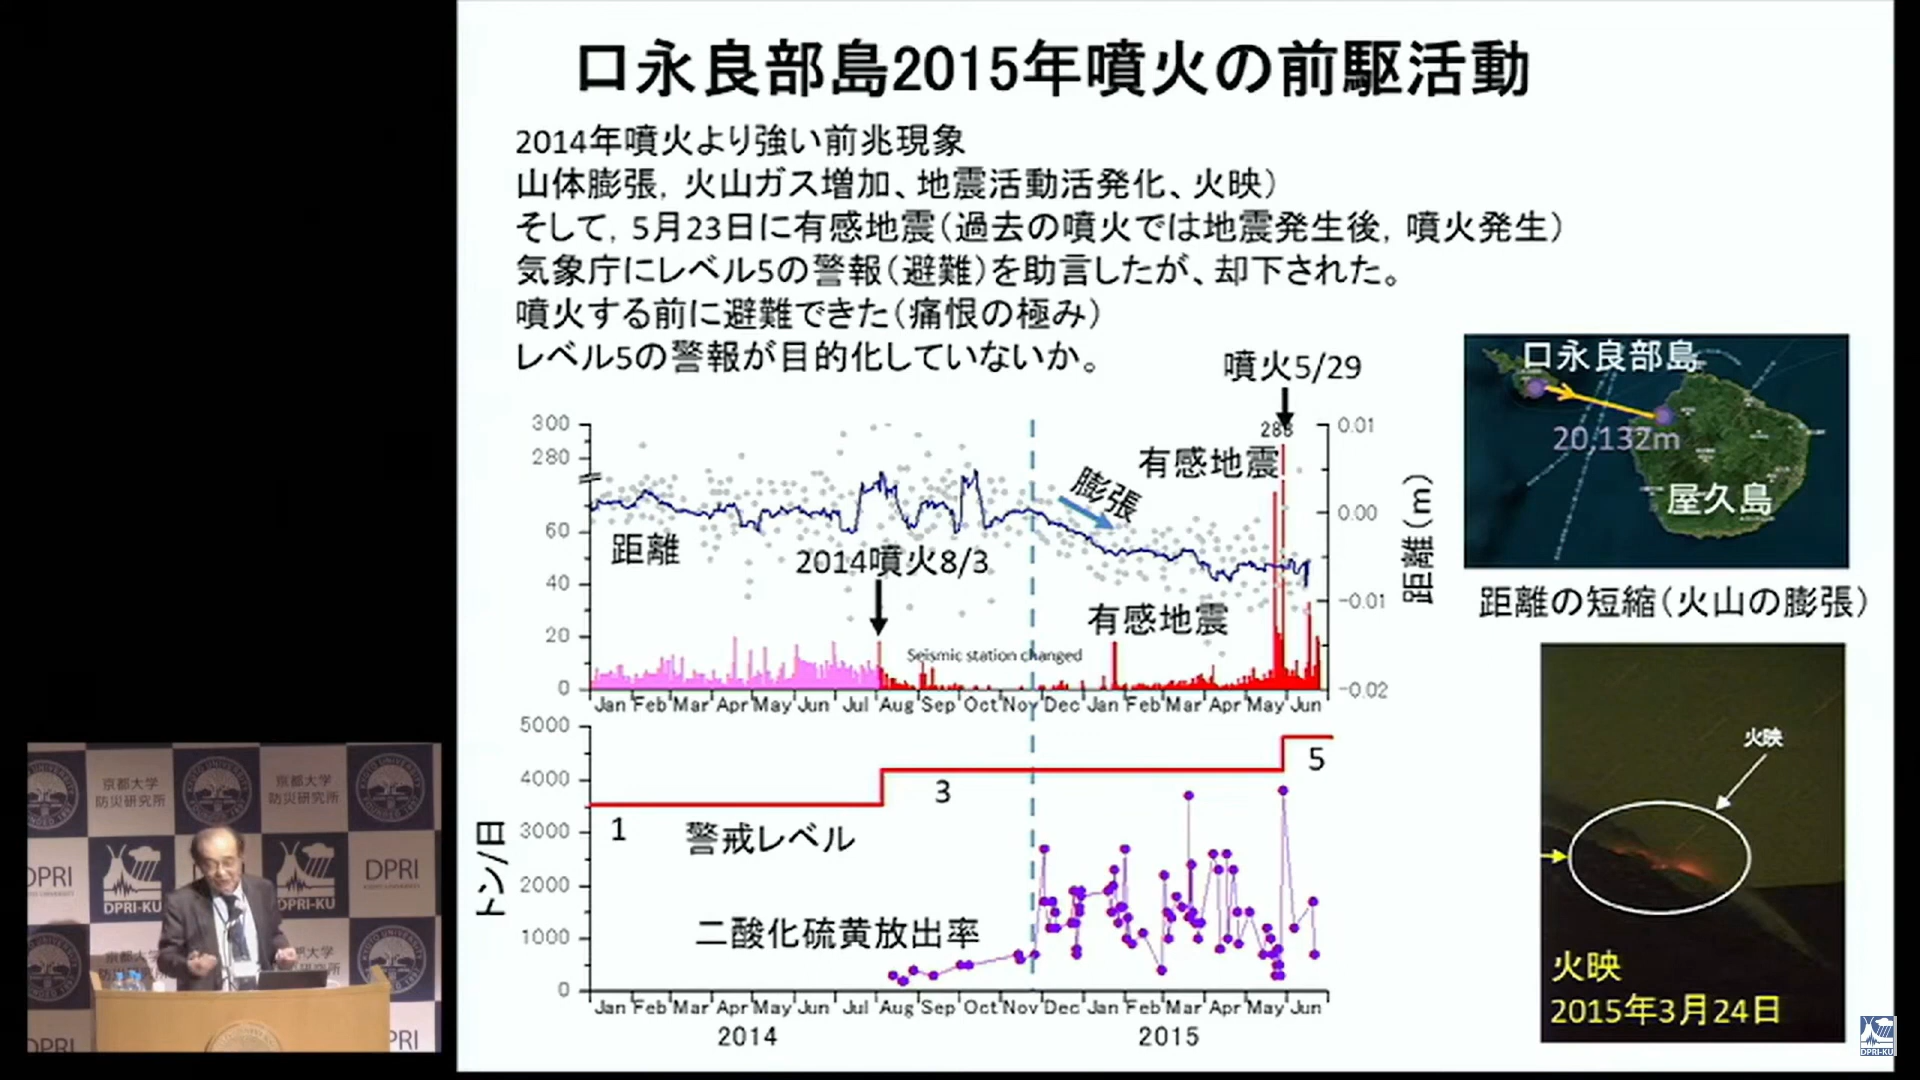 口永良部島2015年噴火の前駆活動
2014年噴火より強い前兆現象
山体膨張，火山ガス増加、地震活動活発化、火映）
そして，5月23日に有感地震（過去の噴火では地震発生後，噴火発生）
気象庁にレベル5の警報（避難）を助言したが、却下された。
噴火する前に避難できた（痛恨の極み）
レベル5の警報が目的化していないか。
噴火5/29
300
280
60
40
20
0
288
有感地震
膨張
距離
2014噴火8/3
有感地震
Seismic station changed
0.01
0.00
-0.01
-0.02
距離（m）
Jan Feb Mar Apr May Jun Jul Aug Sep Oct Nov Dec Jan Feb Mar Apr May Jun
5000
4000
3000
2000
1000
0
トン/日
1
3
5
警戒レベル
二酸化硫黄放出率
Jan Feb Mar Apr May Jun Jul Aug Sep Oct Nov Dec Jan Feb Mar Apr May Jun
2014
2015
口永良部島
20,132m
屋久島
距離の短縮（火山の膨張）
火映
火映
2015年3月24日
DPRI-KU
京都大学
防災研究所
京都大学
防災研究所
DPRI
DPRI-KU
DPRI-KU
DPRI